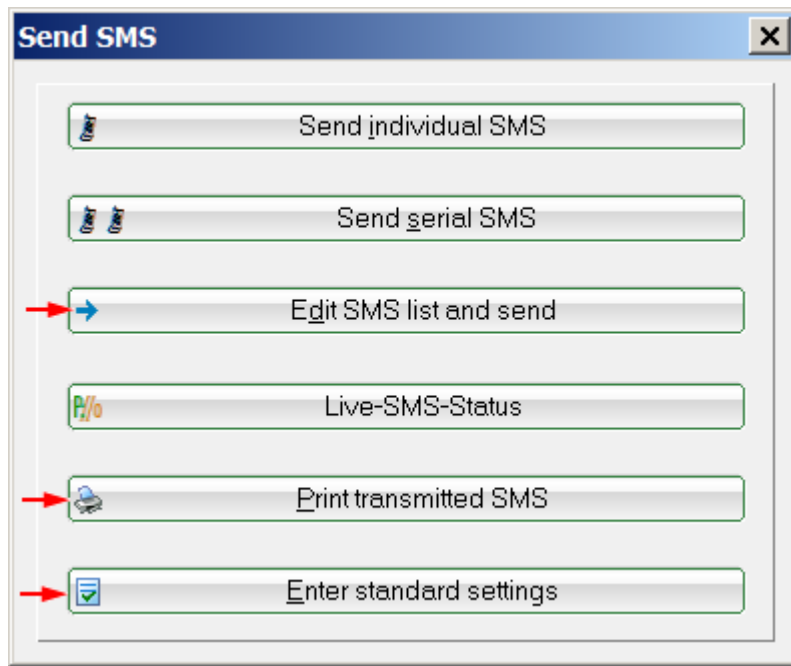 Send SMS
Send individual SMS
Send serial SMS
Edit SMS list and send
Live-SMS-Status
Print transmitted SMS
Enter standard settings